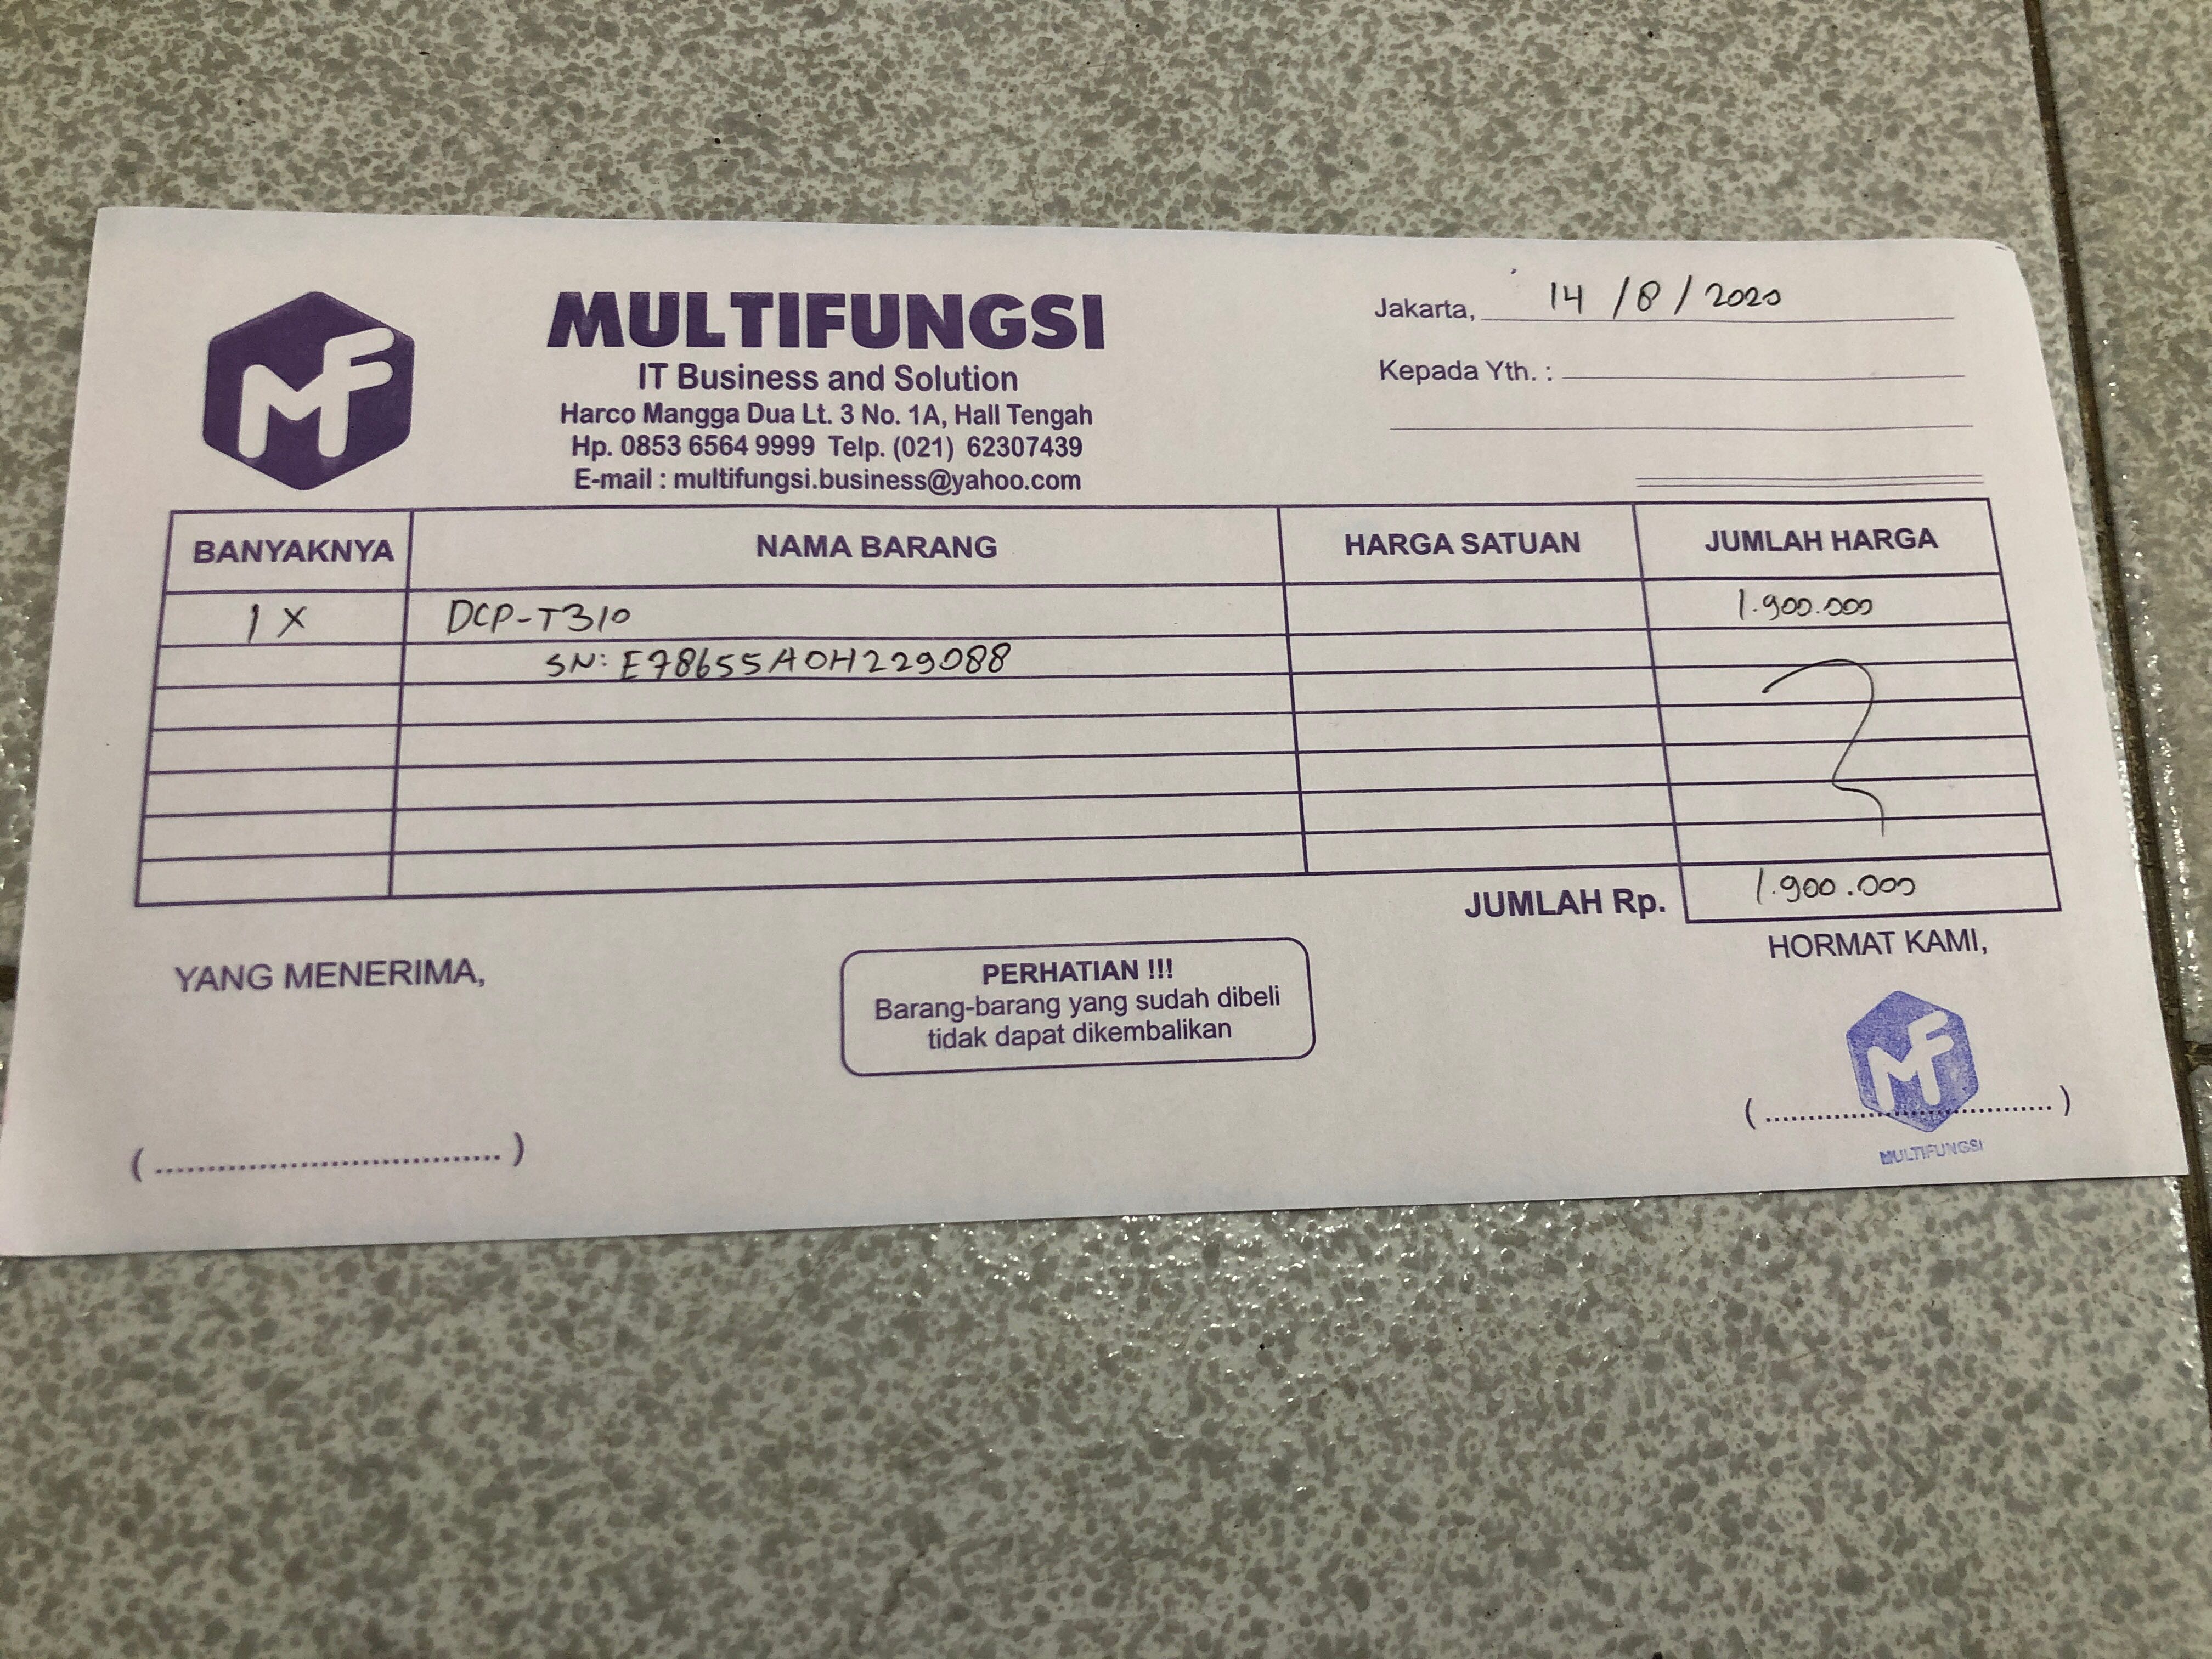 MF
MULTIFUNGSI
IT Business and Solution
Harco Mangga Dua Lt. 3 No. 1A, Hall Tengah
Hp. 0853 6564 9999 Telp. (021) 62307439
E-mail : multifungsi.business@yahoo.com
Jakarta, 14 /8 / 2020
Kepada Yth. :
BANYAKNYA NAMA BARANG HARGA SATUAN JUMLAH HARGA
1 X DCP-T310 1.900.000
SN: E78655A0H229088
JUMLAH Rp. 1.900.000
YANG MENERIMA,
PERHATIAN !!!
Barang-barang yang sudah dibeli
tidak dapat dikembalikan
HORMAT KAMI,
MF
(....................................) (....................................)
MULTIFUNGSI